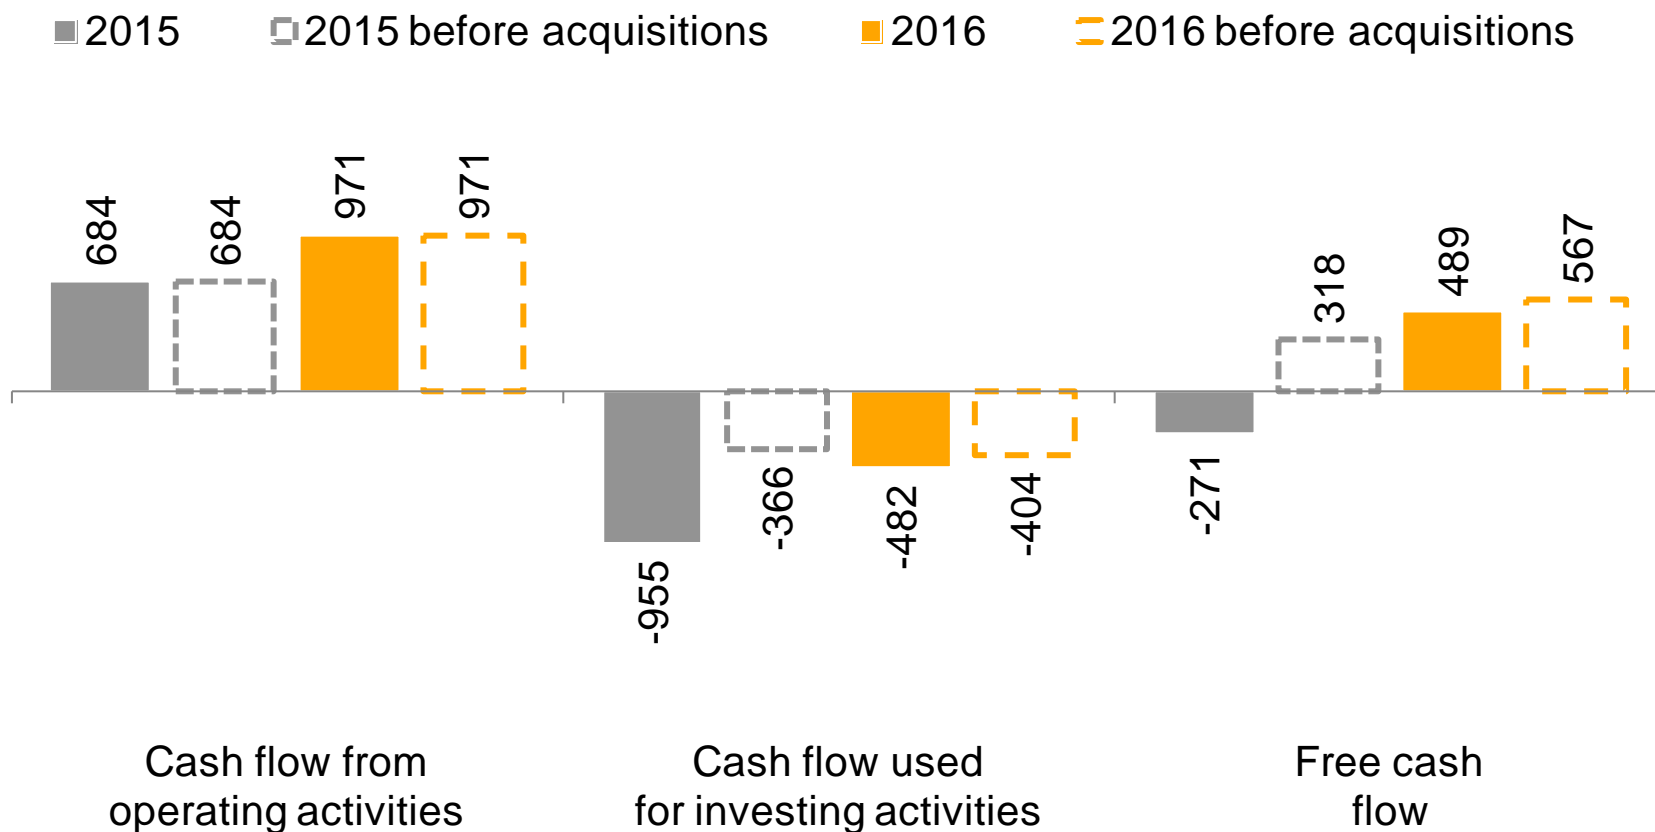 2015 2015 before acquisitions 2016 2016 before acquisitions
684
684
971
971
-955
-366
-482
-404
-271
318
489
567
Cash flow from
operating activities
Cash flow used
for investing activities
Free cash
flow